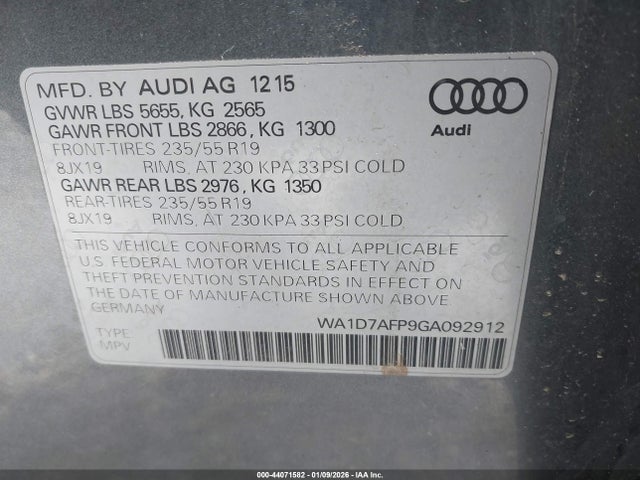 MFD. BY AUDI AG 12 15
GVWR LBS 5655, KG 2565
GAWR FRONT LBS 2866, KG 1300
FRONT-TIRES 235/55 R19
8JX19 RIMS, AT 230 KPA 33 PSI COLD
GAWR REAR LBS 2976, KG 1350
REAR-TIRES 235/55 R19
8JX19 RIMS, AT 230 KPA 33 PSI COLD
Audi
THIS VEHICLE CONFORMS TO ALL APPLICABLE
U.S. FEDERAL MOTOR VEHICLE SAFETY AND
THEFT PREVENTION STANDARDS IN EFFECT ON
THE DATE OF MANUFACTURE SHOWN ABOVE
GERMANY
WA1D7AFP9GA092912
TYPE
MPV
000-44071582 | 01/09/2026 - IAA Inc.